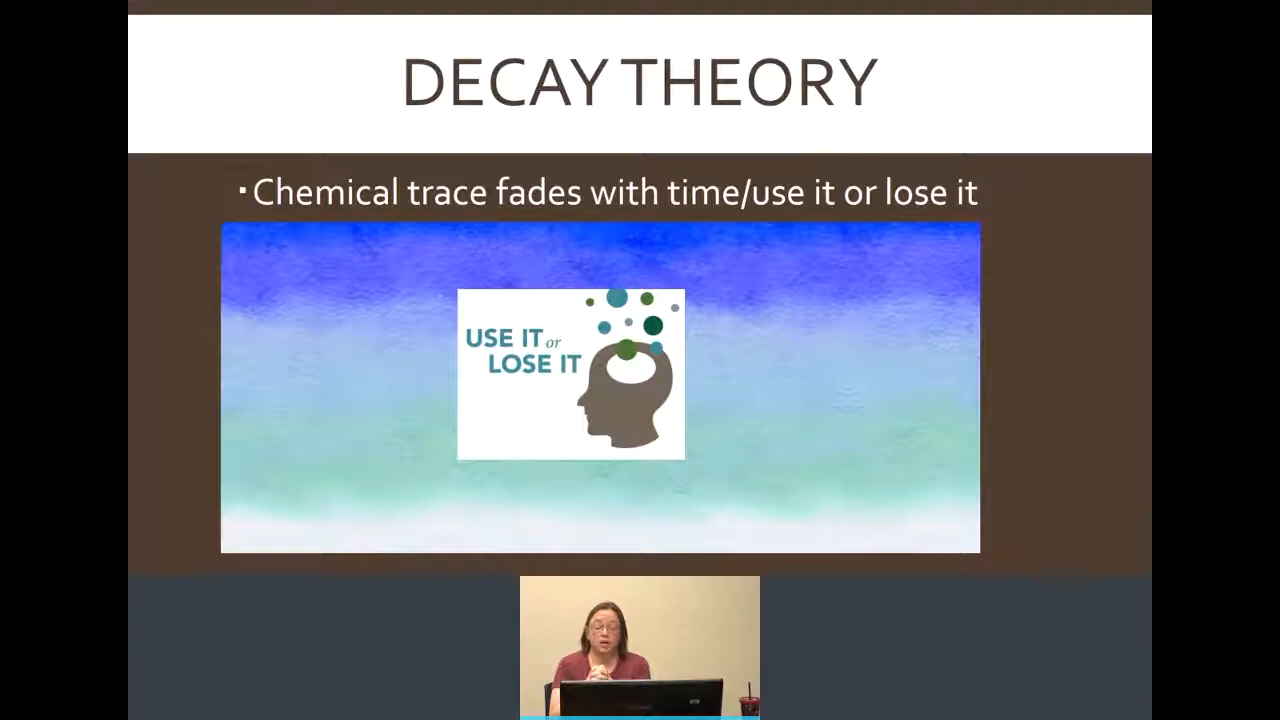 DECAY THEORY
▪ Chemical trace fades with time/use it or lose it
USE IT or
LOSE IT